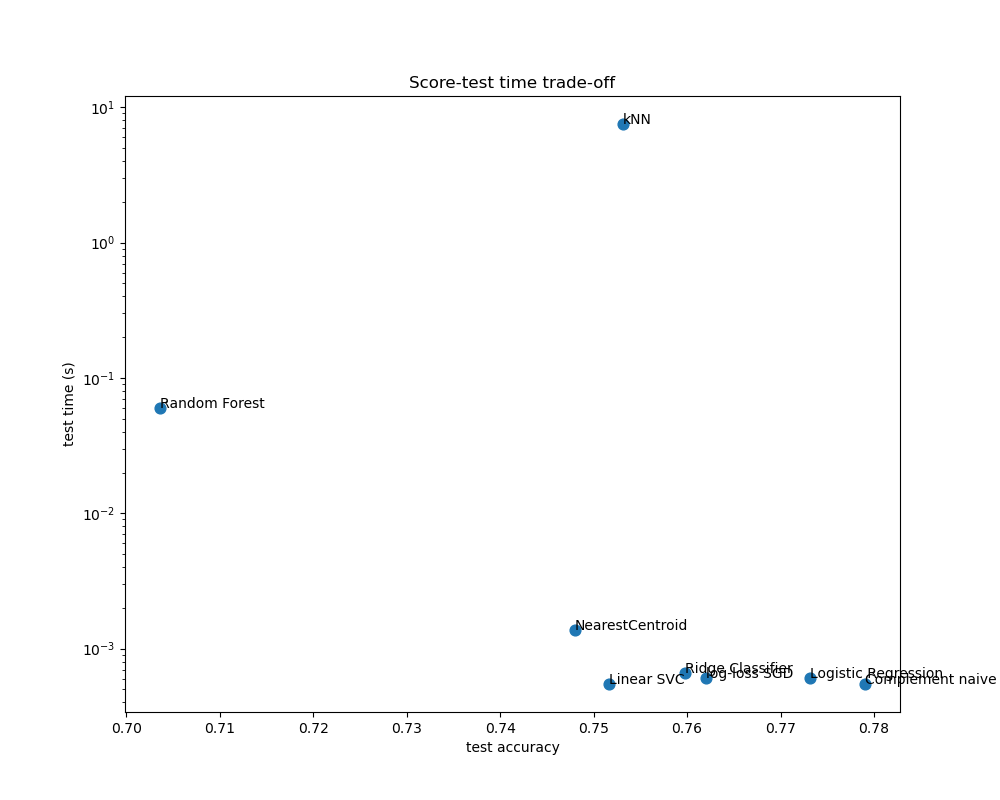 Score-test time trade-off
10¹
kNN
10⁰
10⁻¹
Random Forest
test time (s)
10⁻²
NearestCentroid
10⁻³
Ridge Classifier
log-loss SGD
Logistic Regression
Linear SVC
Complement naive
0.70 0.71 0.72 0.73 0.74 0.75 0.76 0.77 0.78
test accuracy